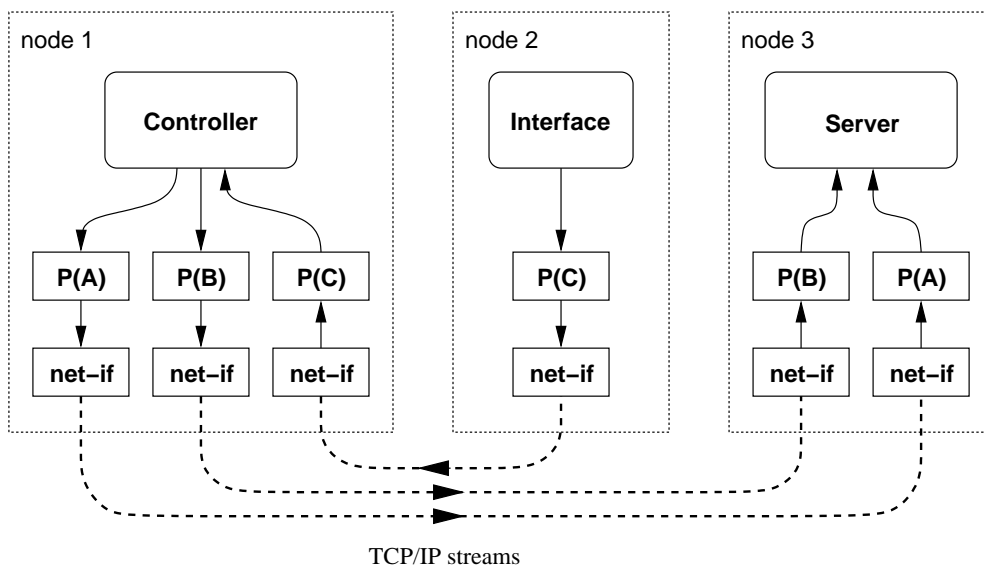 node 1
node 2
node 3
Controller
Interface
Server
P(A)
P(B)
P(C)
P(C)
P(B)
P(A)
net−if
net−if
net−if
net−if
net−if
net−if
TCP/IP streams